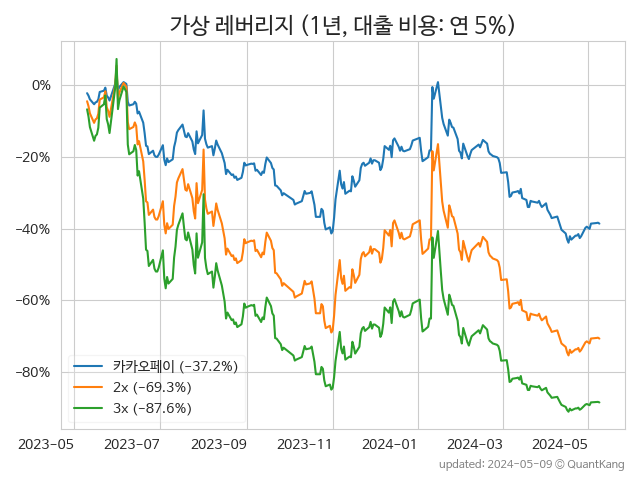 가상 레버리지 (1년, 대출 비용: 연 5%)
0%
−20%
−40%
−60%
−80%
카카오페이 (−37.2%)
2x (−69.3%)
3x (−87.6%)
2023−05 2023−07 2023−09 2023−11 2024−01 2024−03 2024−05
updated: 2024−05−09 © QuantKang